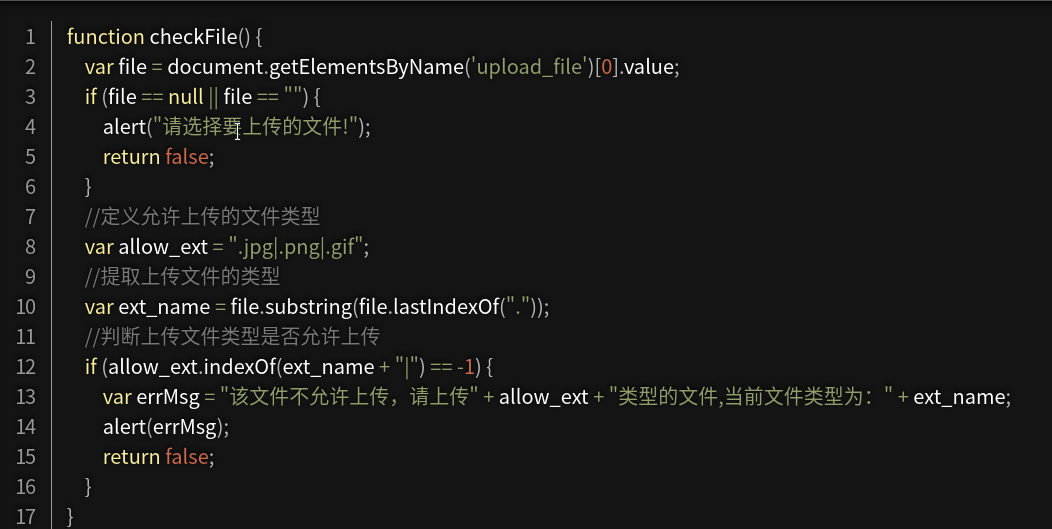 1 function checkFile() {
2 var file = document.getElementsByName('upload_file')[0].value;
3 if (file == null || file == "") {
4 alert("请选择要上传的文件!");
5 return false;
6 }
7 //定义允许上传的文件类型
8 var allow_ext = ".jpg|.png|.gif";
9 //提取上传文件的类型
10 var ext_name = file.substring(file.lastIndexOf("."));
11 //判断上传文件类型是否允许上传
12 if (allow_ext.indexOf(ext_name + "|") == -1) {
13 var errMsg = "该文件不允许上传，请上传" + allow_ext + "类型的文件,当前文件类型为：" + ext_name;
14 alert(errMsg);
15 return false;
16 }
17 }